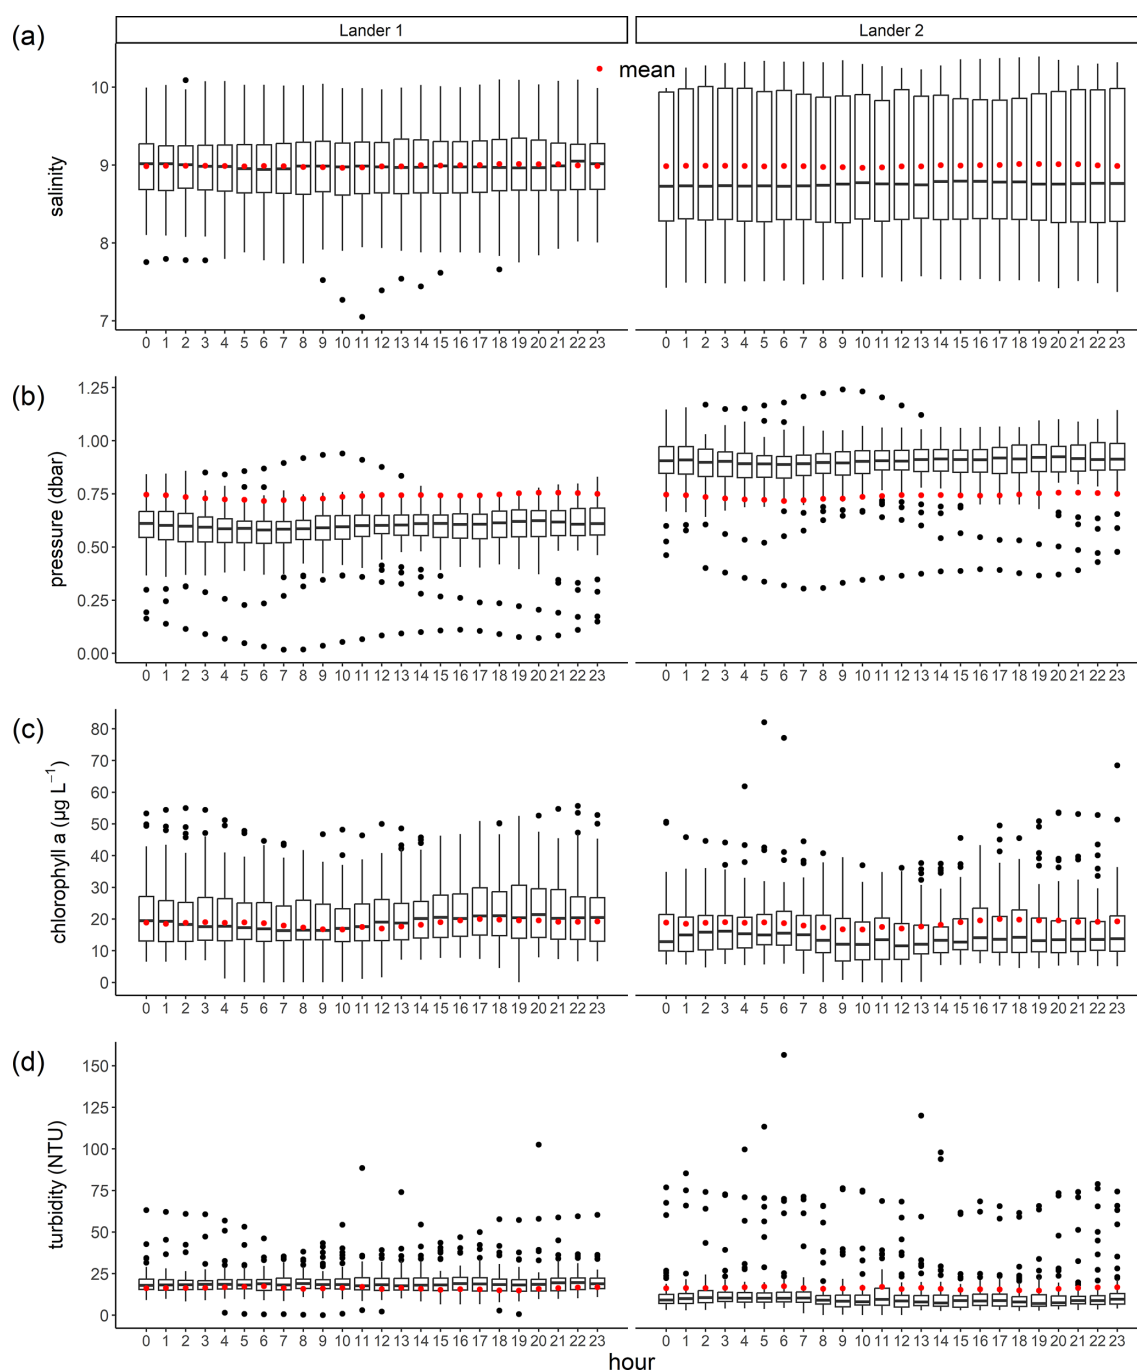 Lander 1 Lander 2
(a)
mean
salinity
10
9
8
7
0 1 2 3 4 5 6 7 8 9 10 11 12 13 14 15 16 17 18 19 20 21 22 23 0 1 2 3 4 5 6 7 8 9 10 11 12 13 14 15 16 17 18 19 20 21 22 23
(b)
pressure (dbar)
1.25
1.00
0.75
0.50
0.25
0.00
0 1 2 3 4 5 6 7 8 9 10 11 12 13 14 15 16 17 18 19 20 21 22 23 0 1 2 3 4 5 6 7 8 9 10 11 12 13 14 15 16 17 18 19 20 21 22 23
(c)
chlorophyll a (µg L⁻¹)
80
70
60
50
40
30
20
10
0
0 1 2 3 4 5 6 7 8 9 10 11 12 13 14 15 16 17 18 19 20 21 22 23 0 1 2 3 4 5 6 7 8 9 10 11 12 13 14 15 16 17 18 19 20 21 22 23
(d)
turbidity (NTU)
150
125
100
75
50
25
0
0 1 2 3 4 5 6 7 8 9 10 11 12 13 14 15 16 17 18 19 20 21 22 23 0 1 2 3 4 5 6 7 8 9 10 11 12 13 14 15 16 17 18 19 20 21 22 23
hour